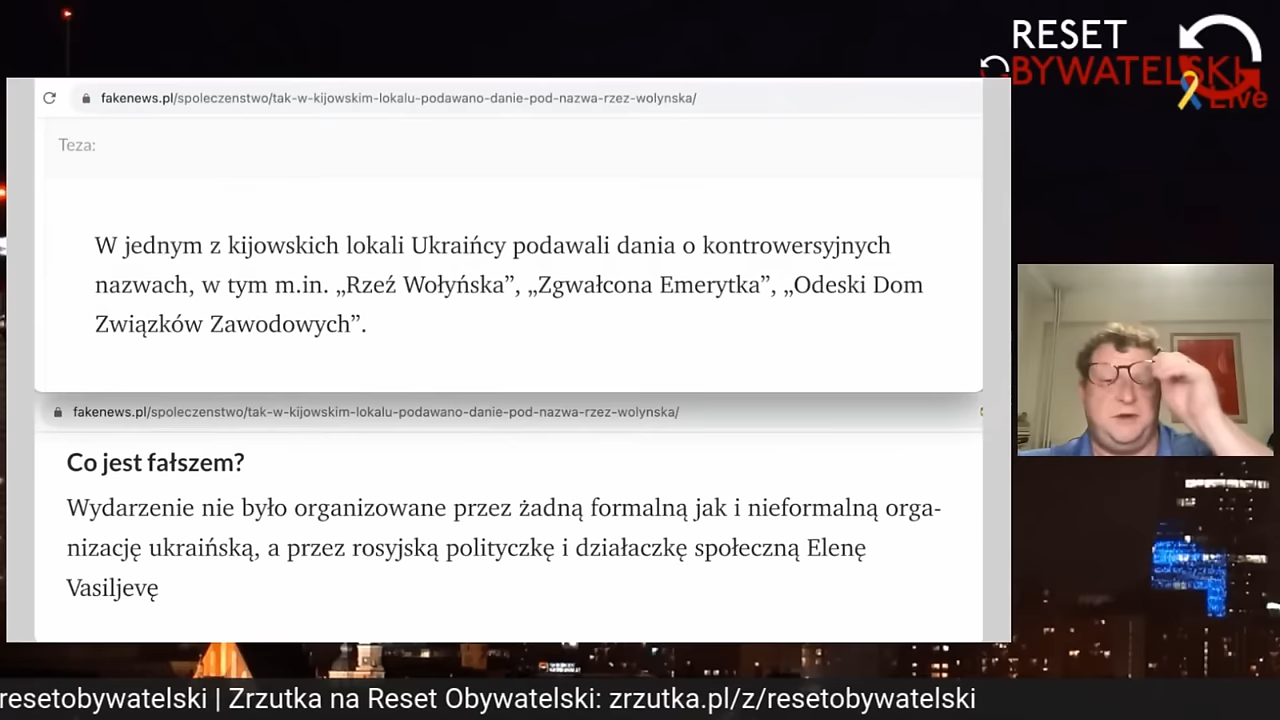 RESET
OBYWATELSKI
Live
fakenews.pl/spoleczenstwo/tak-w-kijowskim-lokalu-podawano-danie-pod-nazwa-rzez-wolynska/
Teza:
W jednym z kijowskich lokali Ukraińcy podawali dania o kontrowersyjnych
nazwach, w tym m.in. „Rzeź Wołyńska”, „Zgwałcona Emerytka”, „Odeski Dom
Związków Zawodowych”.
fakenews.pl/spoleczenstwo/tak-w-kijowskim-lokalu-podawano-danie-pod-nazwa-rzez-wolynska/
Co jest fałszem?
Wydarzenie nie było organizowane przez żadną formalną jak i nieformalną orga-
nizację ukraińską, a przez rosyjską polityczkę i działaczkę społeczną Elenę
Vasiljevę
resetobywatelski | Zrzutka na Reset Obywatelski: zrzutka.pl/z/resetobywatelski